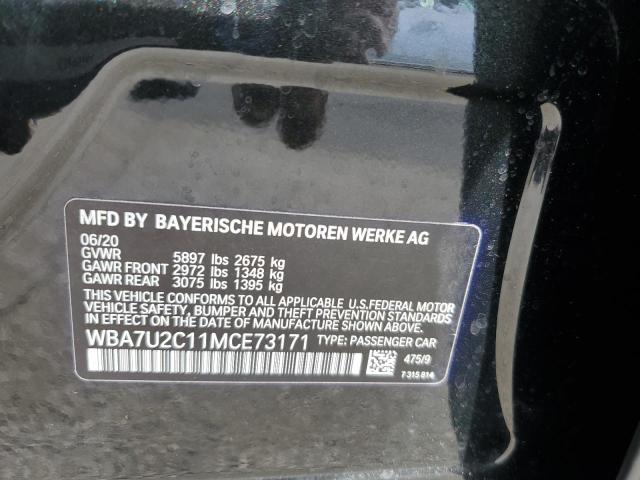 MFD BY BAYERISCHE MOTOREN WERKE AG
06/20
GVWR 5897 lbs 2675 kg
GAWR FRONT 2972 lbs 1348 kg
GAWR REAR 3075 lbs 1395 kg
THIS VEHICLE CONFORMS TO ALL APPLICABLE U.S.FEDERAL MOTOR
VEHICLE SAFETY, BUMPER AND THEFT PREVENTION STANDARDS
IN EFFECT ON THE DATE OF MANUFACTURE SHOWN ABOVE.
WBA7U2C11MCE73171 TYPE: PASSENGER CAR
475/9
7 315 814